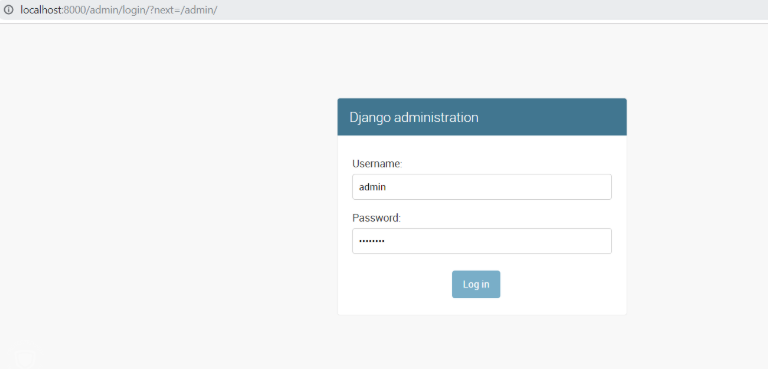 localhost:8000/admin/login/?next=/admin/
Django administration
Username:
admin
Password:
••••••••
Log in